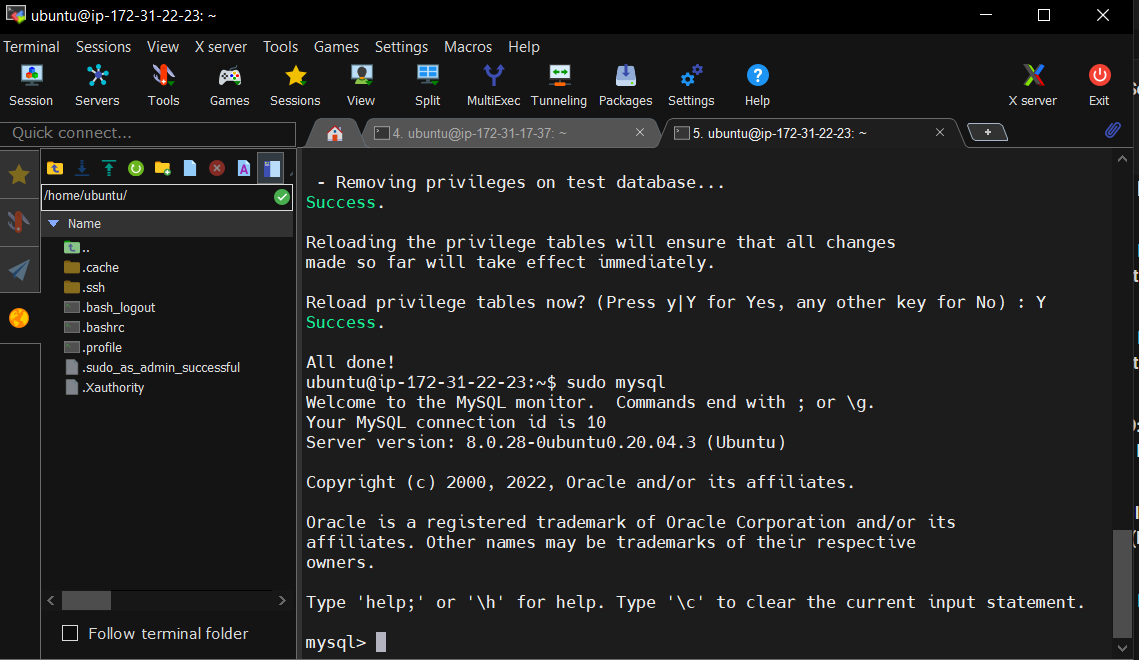 ubuntu@ip-172-31-22-23: ~
Terminal Sessions View X server Tools Games Settings Macros Help
Session Servers Tools Games Sessions View Split MultiExec Tunneling Packages Settings Help X server Exit
Quick connect...
4. ubuntu@ip-172-31-17-37: ~
5. ubuntu@ip-172-31-22-23: ~
/home/ubuntu/
Name
..
.cache
.ssh
.bash_logout
.bashrc
.profile
.sudo_as_admin_successful
.Xauthority
Follow terminal folder
- Removing privileges on test database...
Success.
Reloading the privilege tables will ensure that all changes
made so far will take effect immediately.
Reload privilege tables now? (Press y|Y for Yes, any other key for No) : Y
Success.
All done!
ubuntu@ip-172-31-22-23:~$ sudo mysql
Welcome to the MySQL monitor.  Commands end with ; or \g.
Your MySQL connection id is 10
Server version: 8.0.28-0ubuntu0.20.04.3 (Ubuntu)
Copyright (c) 2000, 2022, Oracle and/or its affiliates.
Oracle is a registered trademark of Oracle Corporation and/or its
affiliates. Other names may be trademarks of their respective
owners.
Type 'help;' or '\h' for help. Type '\c' to clear the current input statement.
mysql>